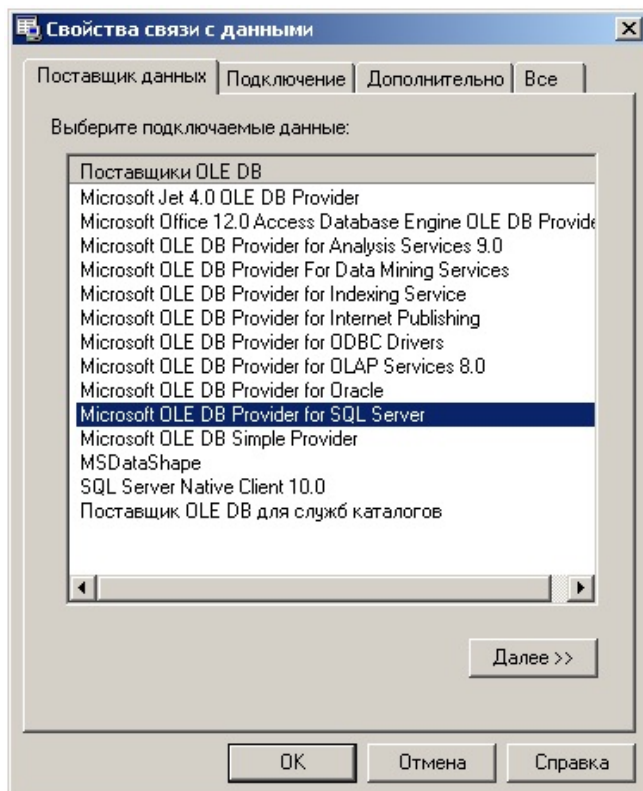 Свойства связи с данными
Поставщик данных Подключение Дополнительно Все
Выберите подключаемые данные:
Поставщики OLE DB
Microsoft Jet 4.0 OLE DB Provider
Microsoft Office 12.0 Access Database Engine OLE DB Provide
Microsoft OLE DB Provider for Analysis Services 9.0
Microsoft OLE DB Provider For Data Mining Services
Microsoft OLE DB Provider for Indexing Service
Microsoft OLE DB Provider for Internet Publishing
Microsoft OLE DB Provider for ODBC Drivers
Microsoft OLE DB Provider for OLAP Services 8.0
Microsoft OLE DB Provider for Oracle
Microsoft OLE DB Provider for SQL Server
Microsoft OLE DB Simple Provider
MSDataShape
SQL Server Native Client 10.0
Поставщик OLE DB для служб каталогов
Далее >>
OK Отмена Справка